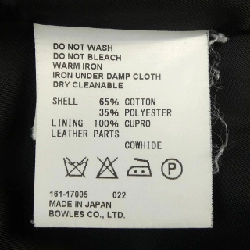 DO NOT WASH
DO NOT BLEACH
WARM IRON
IRON UNDER DAMP CLOTH
DRY CLEANABLE
SHELL 65% COTTON
35% POLYESTER
LINING 100% CUPRO
LEATHER PARTS
COWHIDE
P
161-17005 022
MADE IN JAPAN
BOWLES CO., LTD.